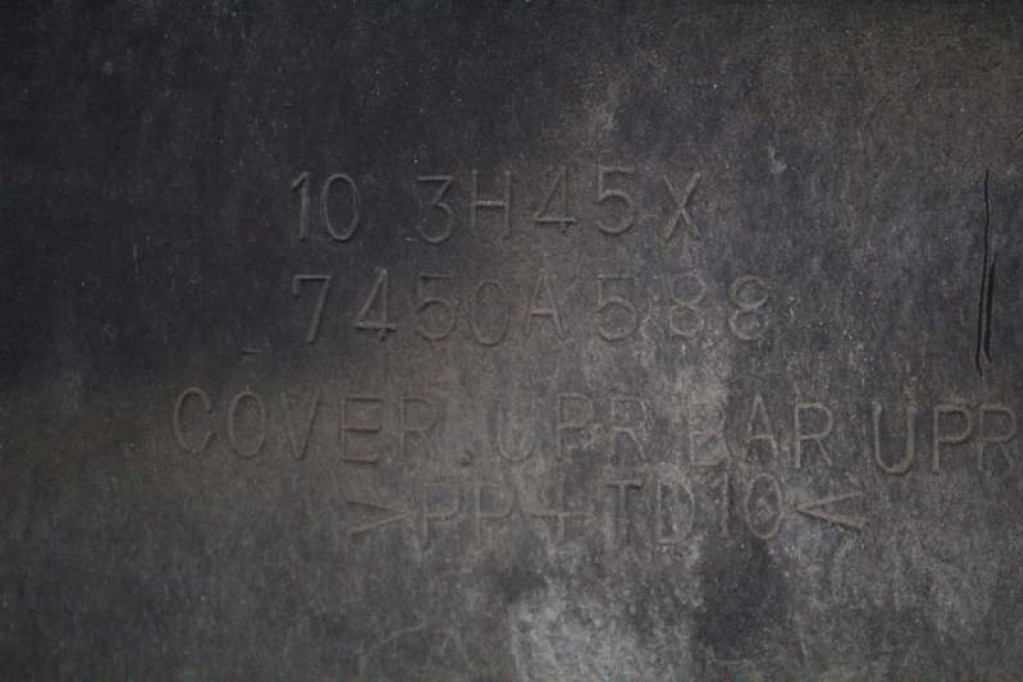 10 3H45X
7450A588
COVER, UPR BAR UPR
>PP+TD10<